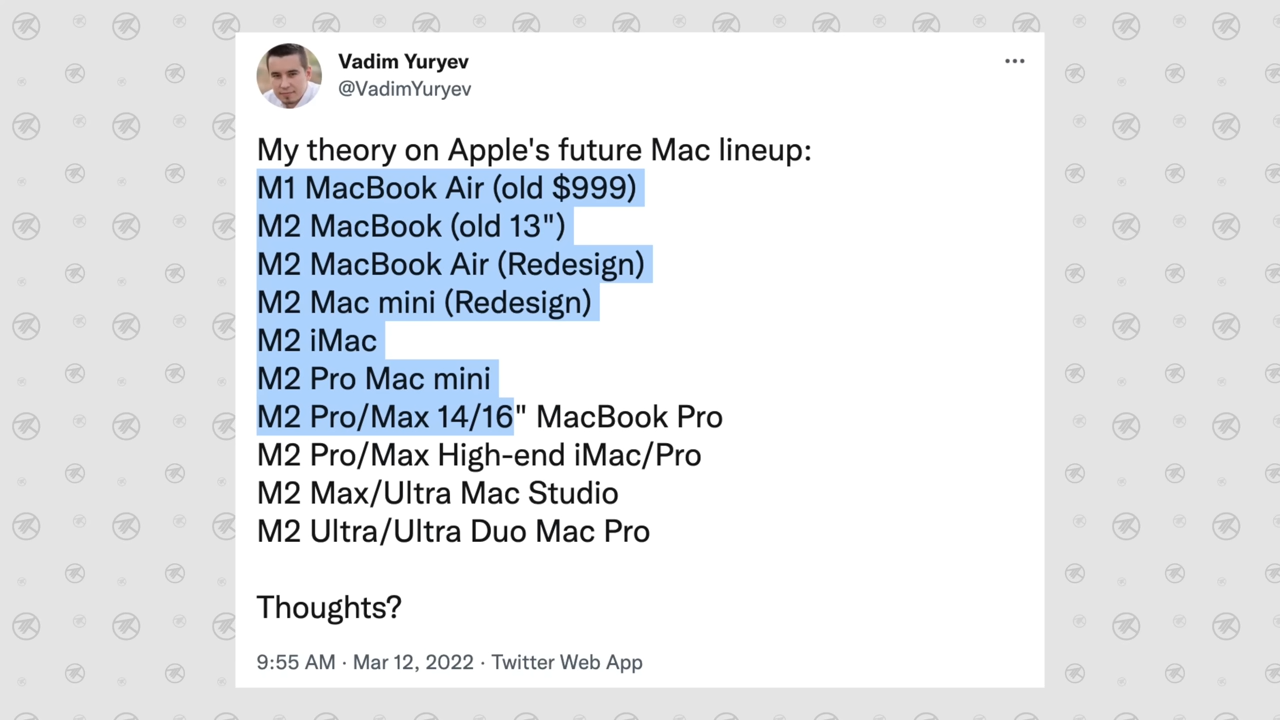 Vadim Yuryev
@VadimYuryev
My theory on Apple's future Mac lineup:
M1 MacBook Air (old $999)
M2 MacBook (old 13")
M2 MacBook Air (Redesign)
M2 Mac mini (Redesign)
M2 iMac
M2 Pro Mac mini
M2 Pro/Max 14/16" MacBook Pro
M2 Pro/Max High-end iMac/Pro
M2 Max/Ultra Mac Studio
M2 Ultra/Ultra Duo Mac Pro
Thoughts?
9:55 AM · Mar 12, 2022 · Twitter Web App